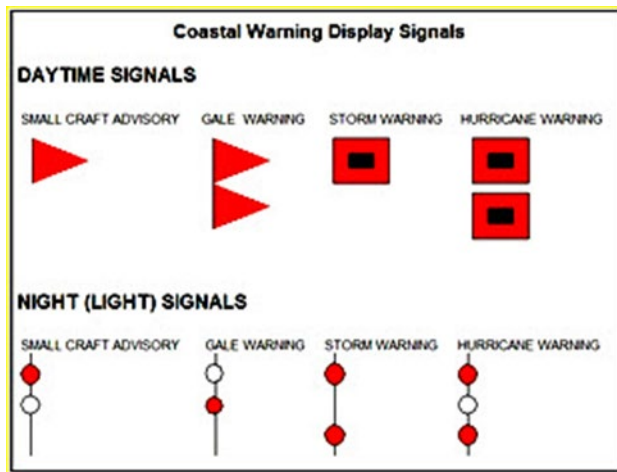 Coastal Warning Display Signals
DAYTIME SIGNALS
SMALL CRAFT ADVISORY GALE WARNING STORM WARNING HURRICANE WARNING
NIGHT (LIGHT) SIGNALS
SMALL CRAFT ADVISORY GALE WARNING STORM WARNING HURRICANE WARNING